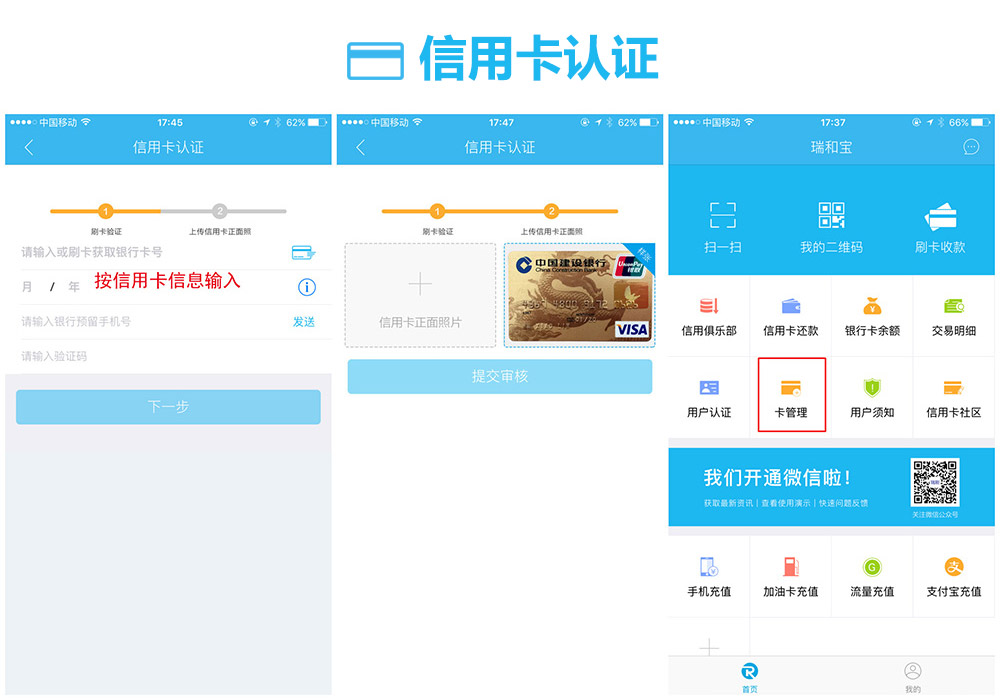 信用卡认证
中国移动 17:45 62%
信用卡认证
1 2
刷卡验证 上传信用卡正面照
请输入或刷卡获取银行卡号
月 / 年 按信用卡信息输入
请输入银行预留手机号 发送
请输入验证码
下一步
中国移动 17:47 62%
信用卡认证
1 2
刷卡验证 上传信用卡正面照
信用卡正面照片
样张
中国建设银行
China Construction Bank
UnionPay
银联
VISA
提交审核
中国移动 17:37 66%
瑞和宝
扫一扫 我的二维码 刷卡收款
信用俱乐部 信用卡还款 银行卡余额 交易明细
用户认证 卡管理 用户须知 信用卡社区
我们开通微信啦!
获取最新资讯 | 查看使用演示 | 快速问题反馈
关注微信公众号
手机充值 加油卡充值 流量充值 支付宝充值
首页 我的